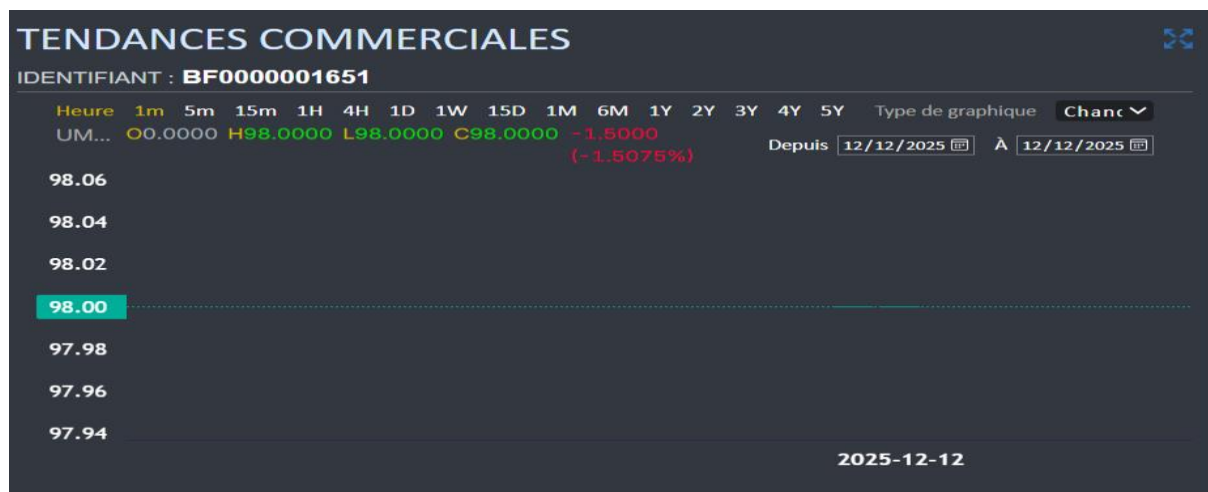 TENDANCES COMMERCIALES
IDENTIFIANT : BF0000001651
Heure 1m 5m 15m 1H 4H 1D 1W 15D 1M 6M 1Y 2Y 3Y 4Y 5Y Type de graphique Chanc
UM... O0.0000 H98.0000 L98.0000 C98.0000 -1.5000
(-1.5075%)
Depuis 12/12/2025 À 12/12/2025
98.06
98.04
98.02
98.00
97.98
97.96
97.94
2025-12-12